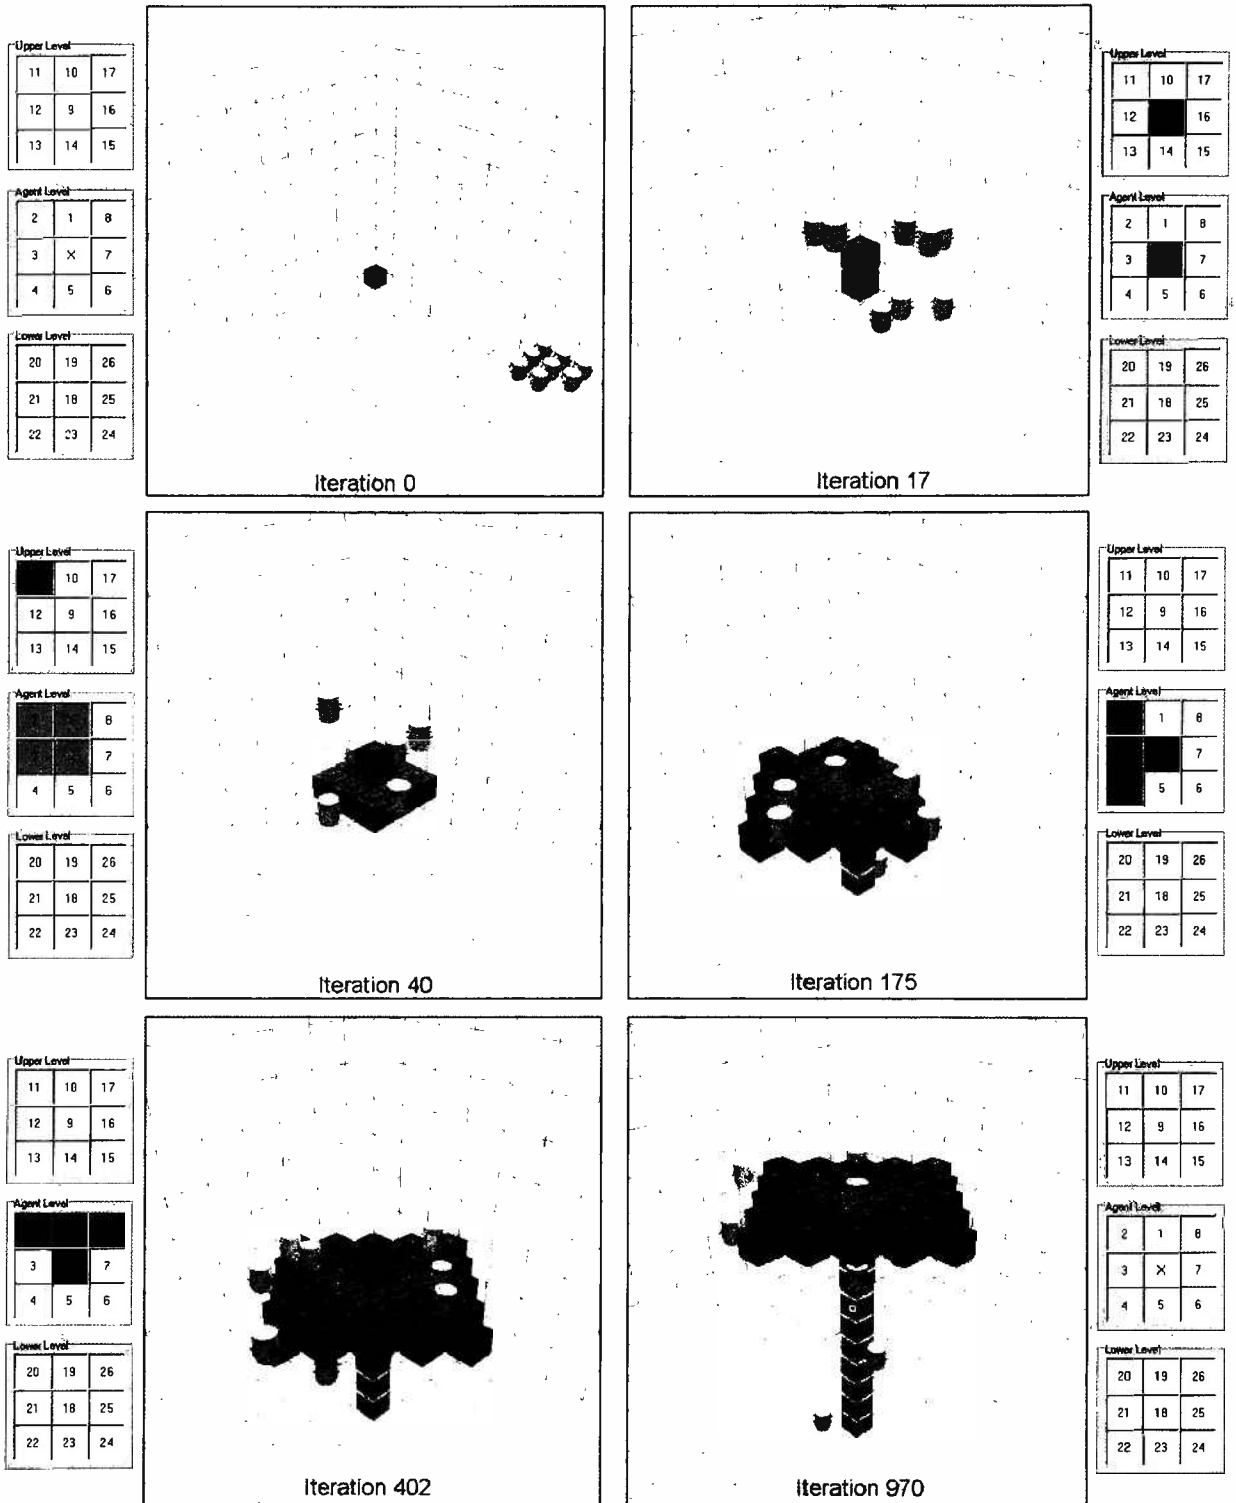 Upper Level
11 10 17
12 9 16
13 14 15
Agent Level
2 1 8
3 X 7
4 5 6
Lower Level
20 19 26
21 18 25
22 23 24
Iteration 0
Iteration 17
Upper Level
11 10 17
12 16
13 14 15
Agent Level
2 1 8
3 7
4 5 6
Lower Level
20 19 26
21 18 25
22 23 24
Upper Level
10 17
12 9 16
13 14 15
Agent Level
8
7
4 5 6
Lower Level
20 19 26
21 18 25
22 23 24
Iteration 40
Iteration 175
Upper Level
11 10 17
12 9 16
13 14 15
Agent Level
1 8
7
5 6
Lower Level
20 19 26
21 18 25
22 23 24
Upper Level
11 10 17
12 9 16
13 14 15
Agent Level
3 7
4 5 6
Lower Level
20 19 26
21 18 25
22 23 24
Iteration 402
Iteration 970
Upper Level
11 10 17
12 9 16
13 14 15
Agent Level
2 1 8
3 X 7
4 5 6
Lower Level
20 19 26
21 18 25
22 23 24